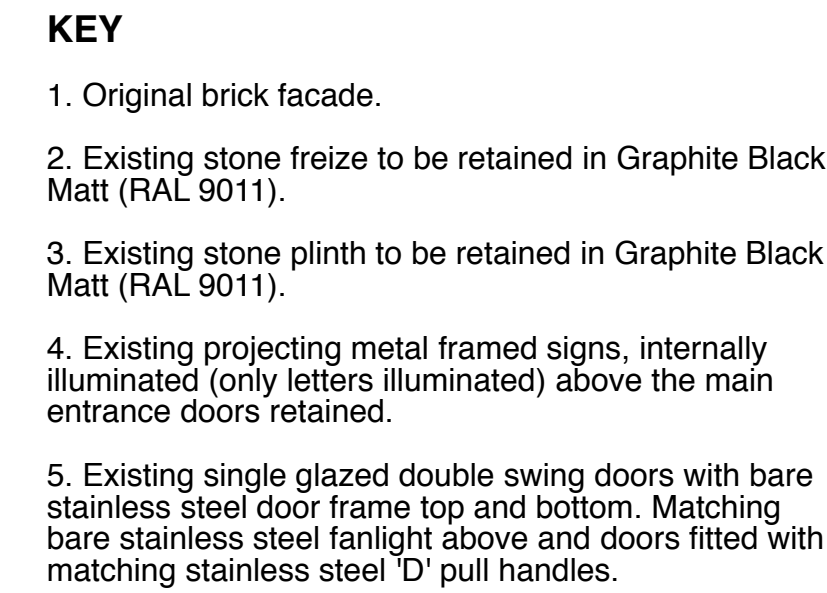 KEY
1. Original brick facade.
2. Existing stone freize to be retained in Graphite Black
Matt (RAL 9011).
3. Existing stone plinth to be retained in Graphite Black
Matt (RAL 9011).
4. Existing projecting metal framed signs, internally
illuminated (only letters illuminated) above the main
entrance doors retained.
5. Existing single glazed double swing doors with bare
stainless steel door frame top and bottom. Matching
bare stainless steel fanlight above and doors fitted with
matching stainless steel 'D' pull handles.